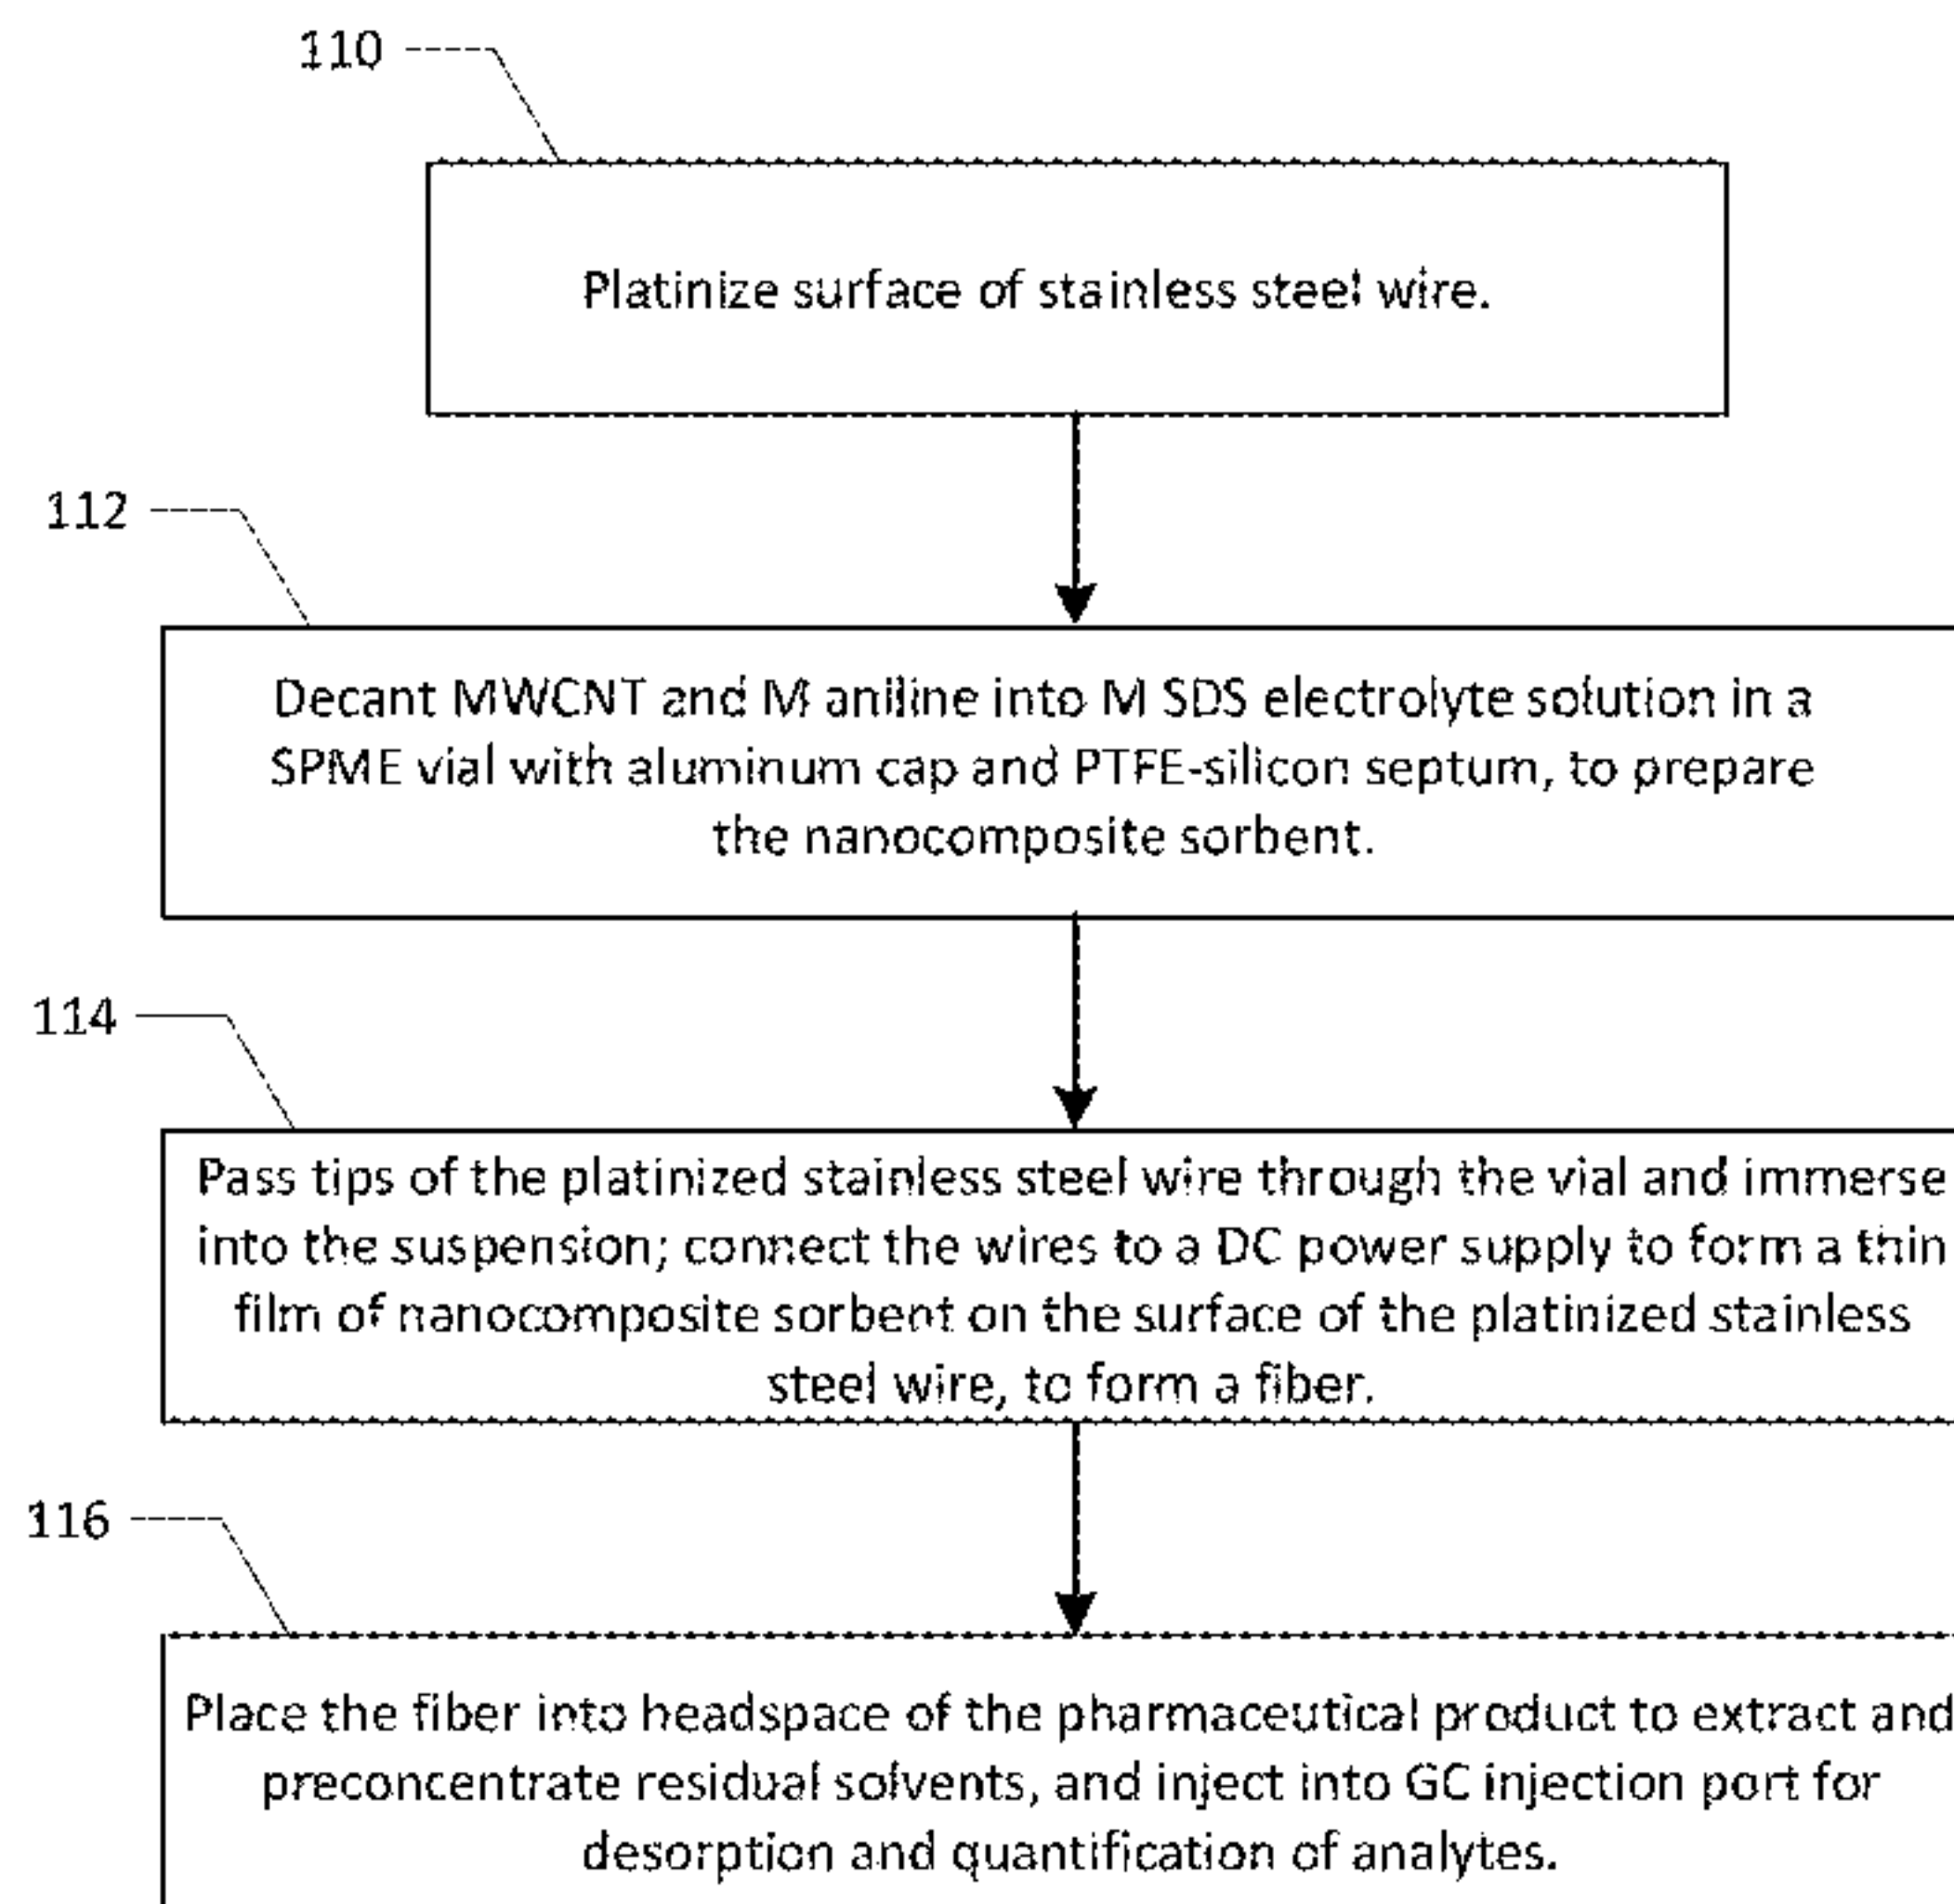 110
Platinize surface of stainless steel wire.
112
Decant MWCNT and M aniline into M SDS electrolyte solution in a
SPME vial with aluminum cap and PTFE-silicon septum, to prepare
the nanocomposite sorbent.
114
Pass tips of the platinized stainless steel wire through the vial and immerse
into the suspension; connect the wires to a DC power supply to form a thin
film of nanocomposite sorbent on the surface of the platinized stainless
steel wire, to form a fiber.
116
Place the fiber into headspace of the pharmaceutical product to extract and
preconcentrate residual solvents, and inject into GC injection port for
desorption and quantification of analytes.